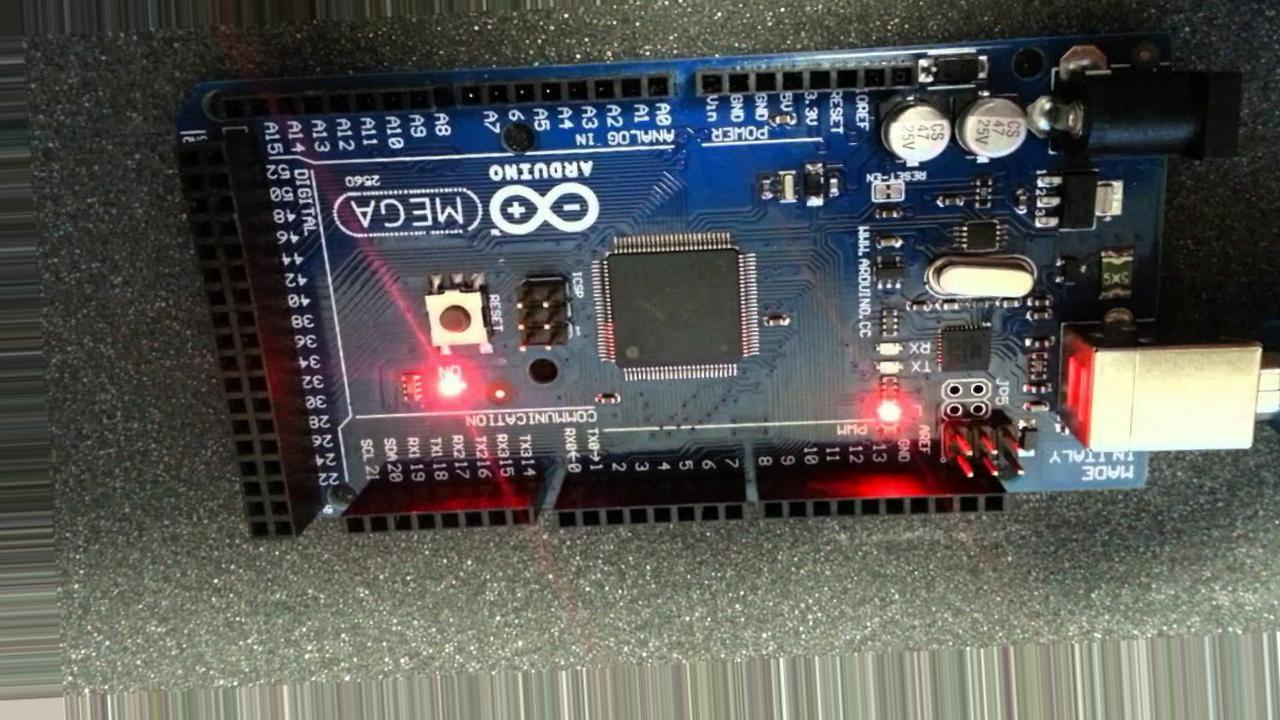 A15 A14 A13 A12 A11 A10 A9 A8 A7 6 A5 A4 A3 A2 A1 A0
ANALOG IN
Vin GND GND 5V 3.3V RESET IOREF
POWER
CS 47 25V
CS 47 25V
RESET-EN
ARDUINO
2560
MEGA
DIGITAL
52
50
48
46
44
42
40
38
36
34
32
30
28
26
24
22
ICSP
1
RESET
ON
WWW.ARDUINO.CC
RX
TX
L
JP5
5XC
COMMUNICATION
SCL 21
SDA 20
RX1 19
TX1 18
RX2 17
TX2 16
RX3 15
TX3 14
RX0←0
TX0→1
2 3 4 5 6 7 8 9 10 11 12 13
GND
AREF
PWM
MADE
IN ITALY